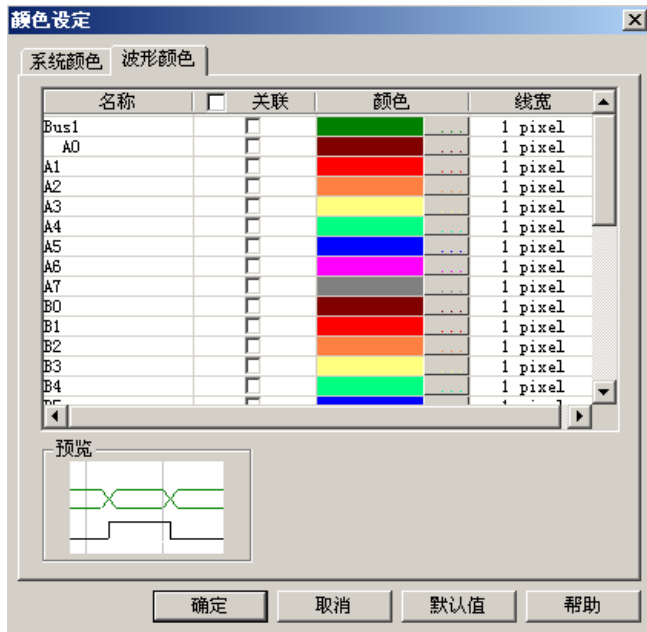 颜色设定
系统颜色 波形颜色
名称 关联 颜色 线宽
Bus1 ... 1 pixel
A0 ... 1 pixel
A1 ... 1 pixel
A2 ... 1 pixel
A3 ... 1 pixel
A4 ... 1 pixel
A5 ... 1 pixel
A6 ... 1 pixel
A7 ... 1 pixel
B0 ... 1 pixel
B1 ... 1 pixel
B2 ... 1 pixel
B3 ... 1 pixel
B4 ... 1 pixel
预览
确定 取消 默认值 帮助